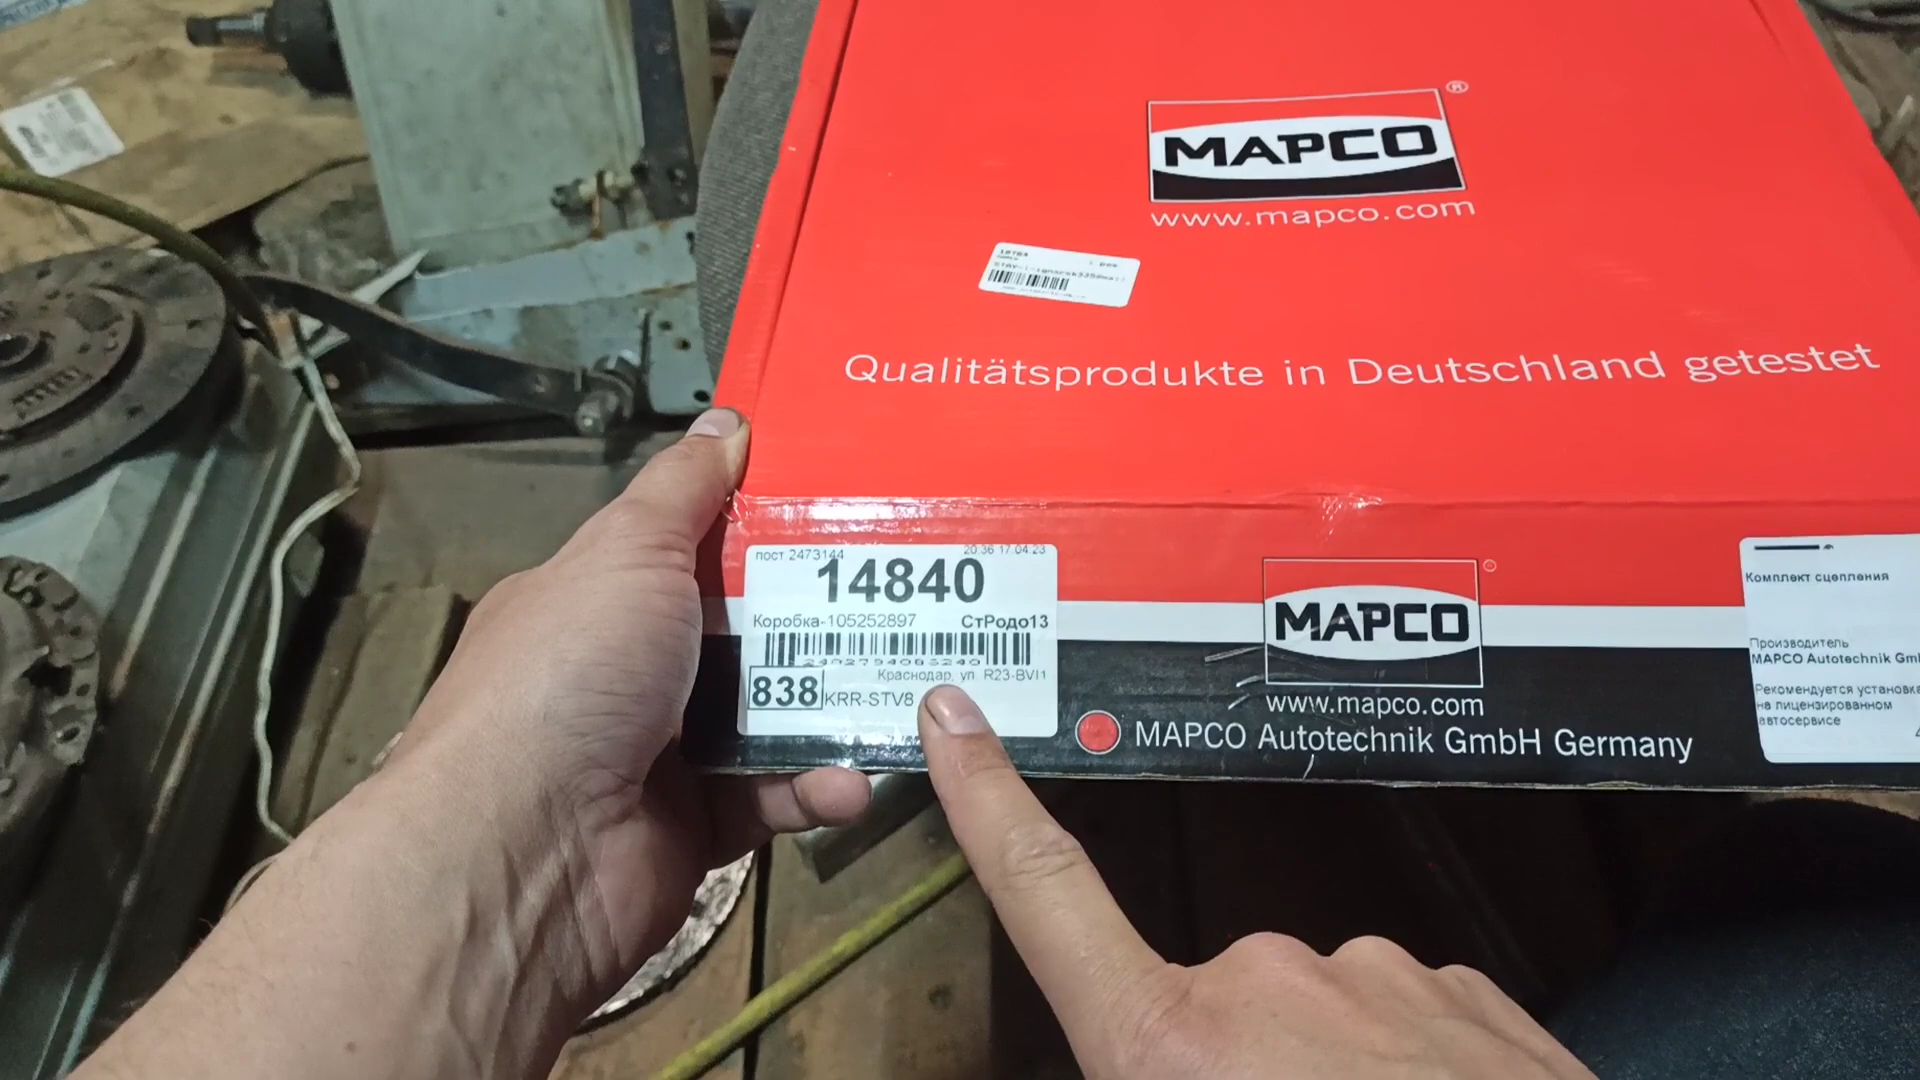 MAPCO®
www.mapco.com
Qualitätsprodukte in Deutschland getestet
пост 2473144 20:36 17.04.23
14840
Коробка-105252897 СтРодо13
Краснодар, ул. R23-BVI1
838 KRR-STV8
MAPCO
www.mapco.com
MAPCO Autotechnik GmbH Germany
Комплект сцепления
Производитель
MAPCO Autotechnik
Рекомендуется установка
на лицензированном
автосервисе